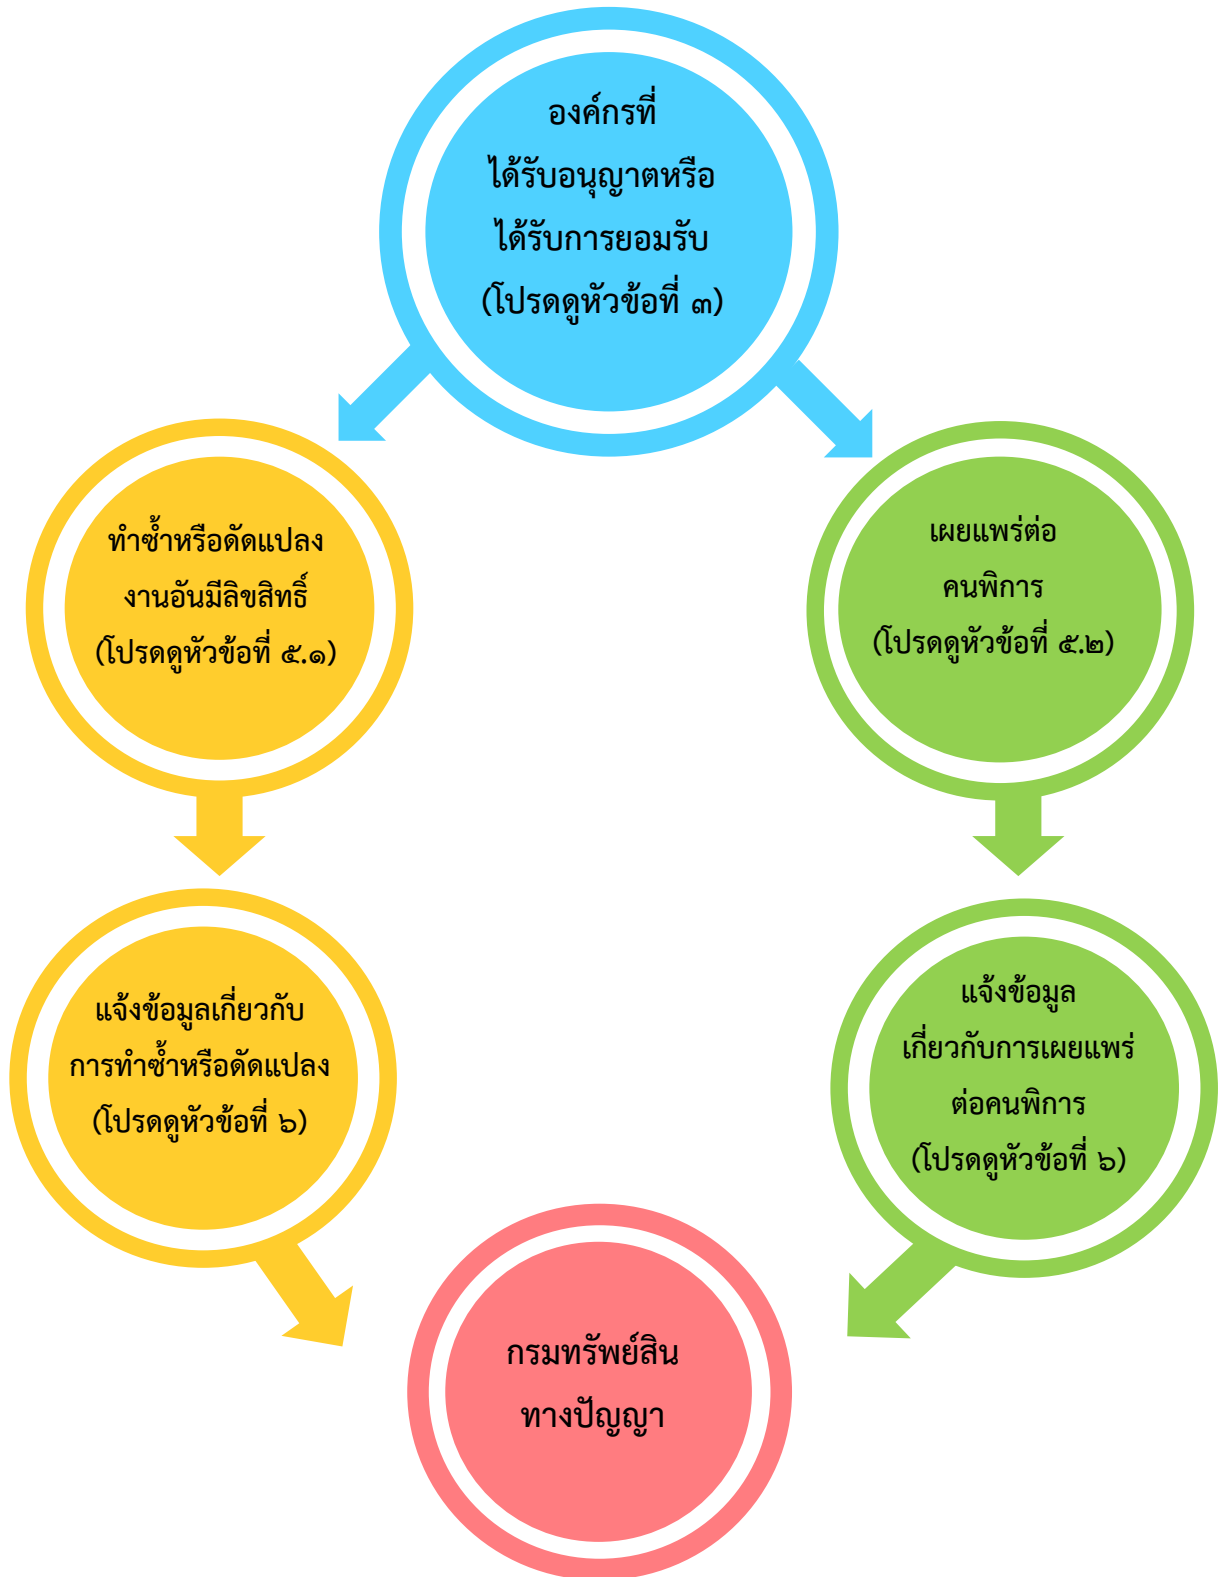 องค์กรที่
ได้รับอนุญาตหรือ
ได้รับการยอมรับ
(โปรดดูหัวข้อที่ ๓)
ทำซ้ำหรือดัดแปลง
งานอันมีลิขสิทธิ์
(โปรดดูหัวข้อที่ ๕.๑)
เผยแพร่ต่อ
คนพิการ
(โปรดดูหัวข้อที่ ๕.๒)
แจ้งข้อมูลเกี่ยวกับ
การทำซ้ำหรือดัดแปลง
(โปรดดูหัวข้อที่ ๖)
แจ้งข้อมูล
เกี่ยวกับการเผยแพร่
ต่อคนพิการ
(โปรดดูหัวข้อที่ ๖)
กรมทรัพย์สิน
ทางปัญญา